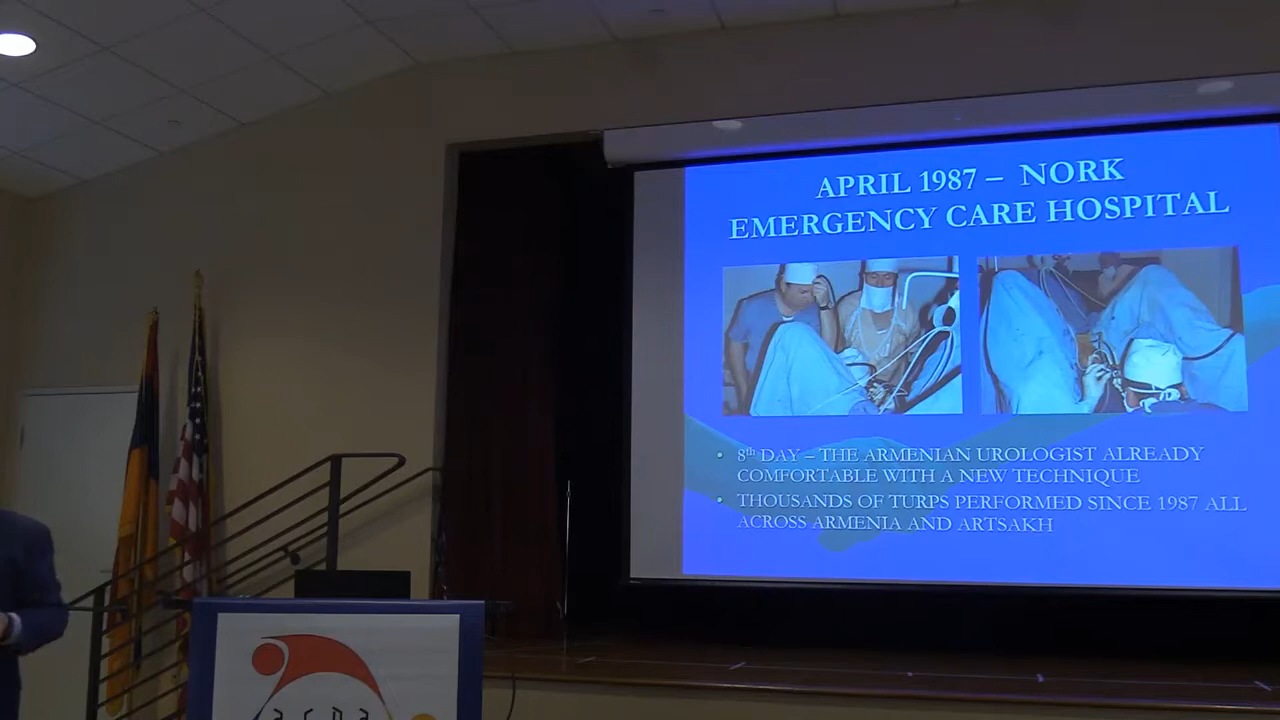 APRIL 1987 – NORK
EMERGENCY CARE HOSPITAL
• 8th DAY – THE ARMENIAN UROLOGIST ALREADY
COMFORTABLE WITH A NEW TECHNIQUE
• THOUSANDS OF TURPS PERFORMED SINCE 1987 ALL
ACROSS ARMENIA AND ARTSAKH